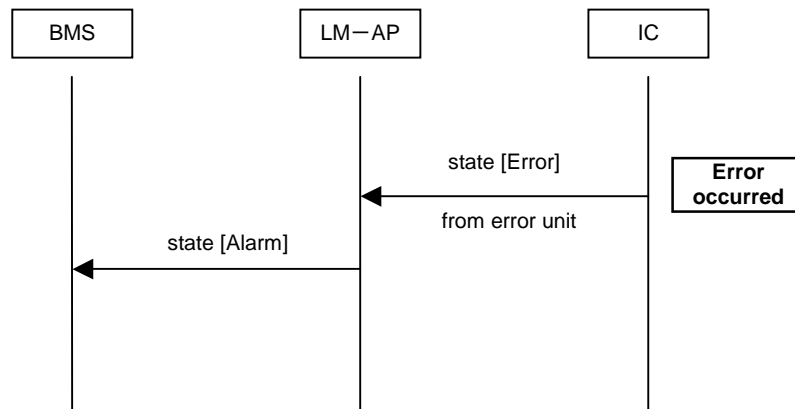 BMS
LM－AP
IC
state [Error]
Error
occurred
from error unit
state [Alarm]